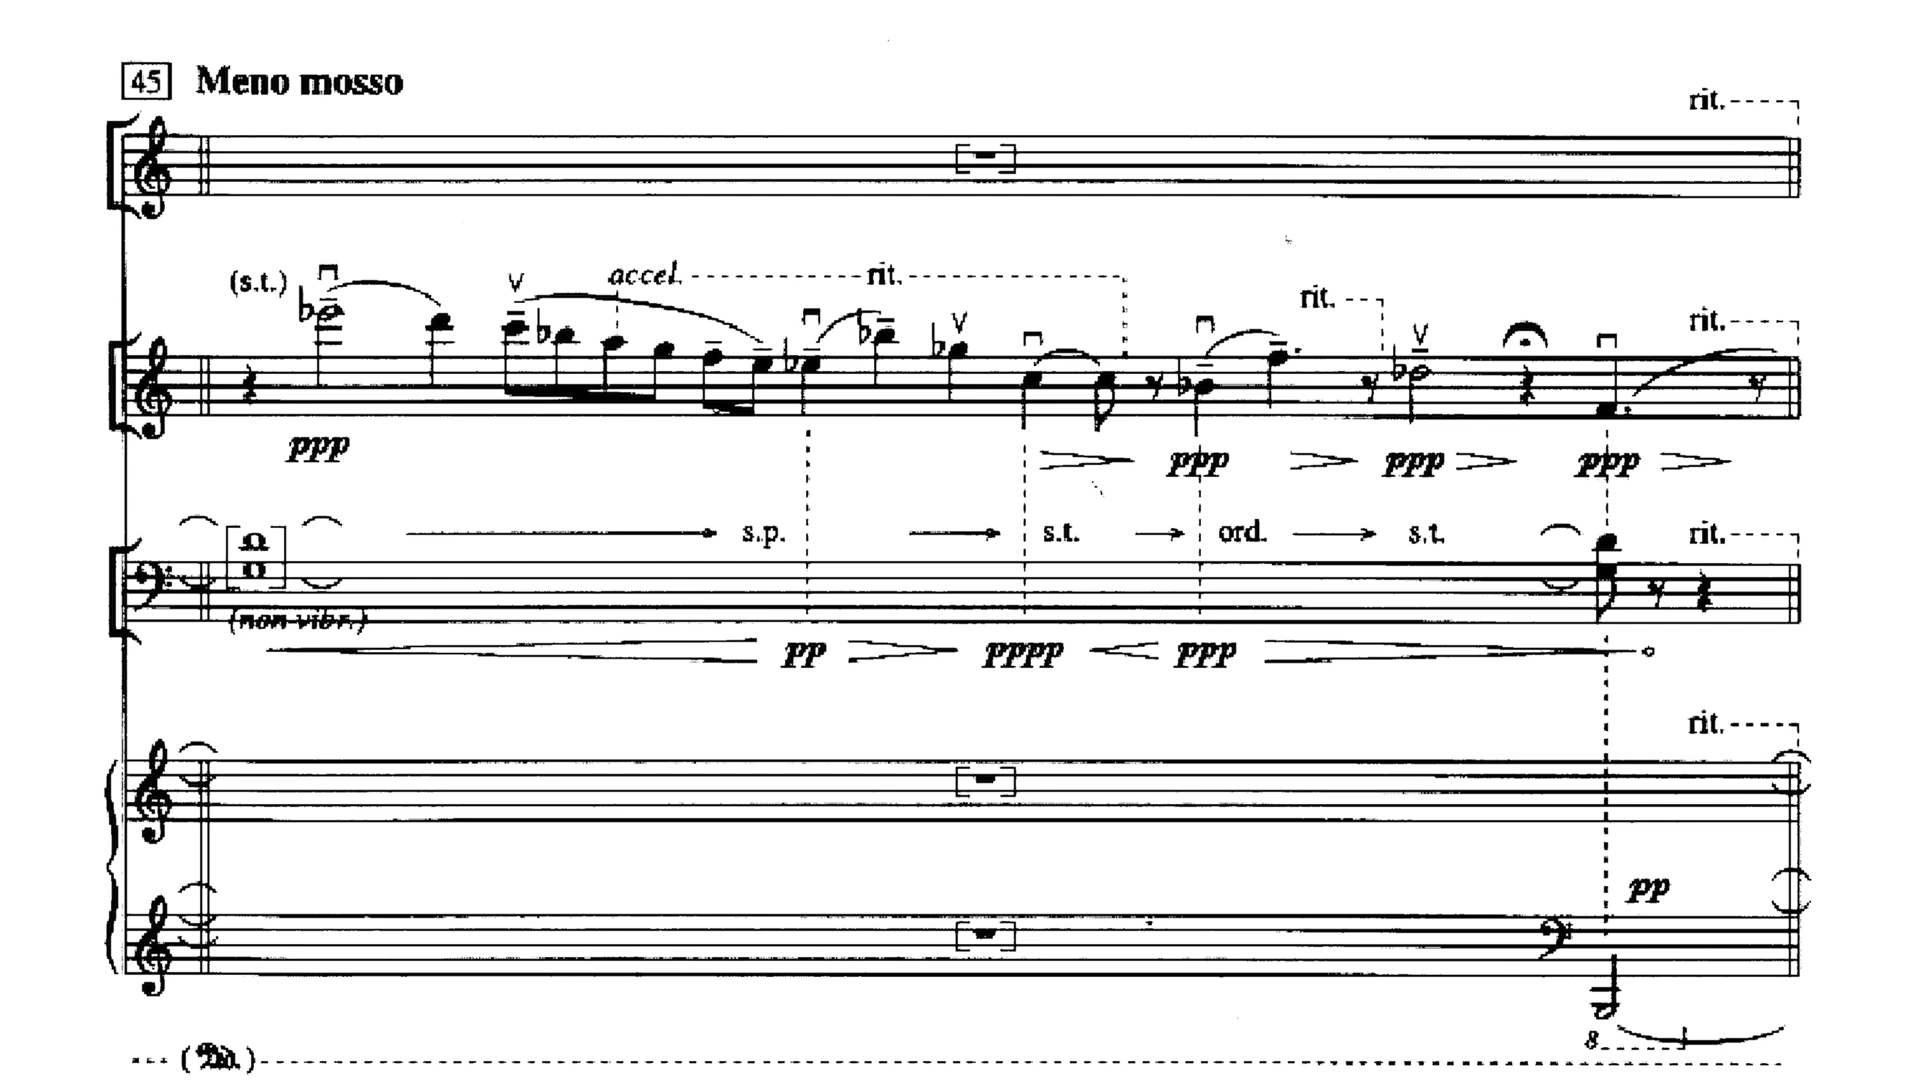 45 Meno mosso
rit.
(s.t.) accel. rit.
rit.
rit.
ppp ppp ppp ppp
s.p. s.t. ord. s.t. rit.
(non vibr.)
pp pppp ppp
rit.
pp
8
(Ped.)